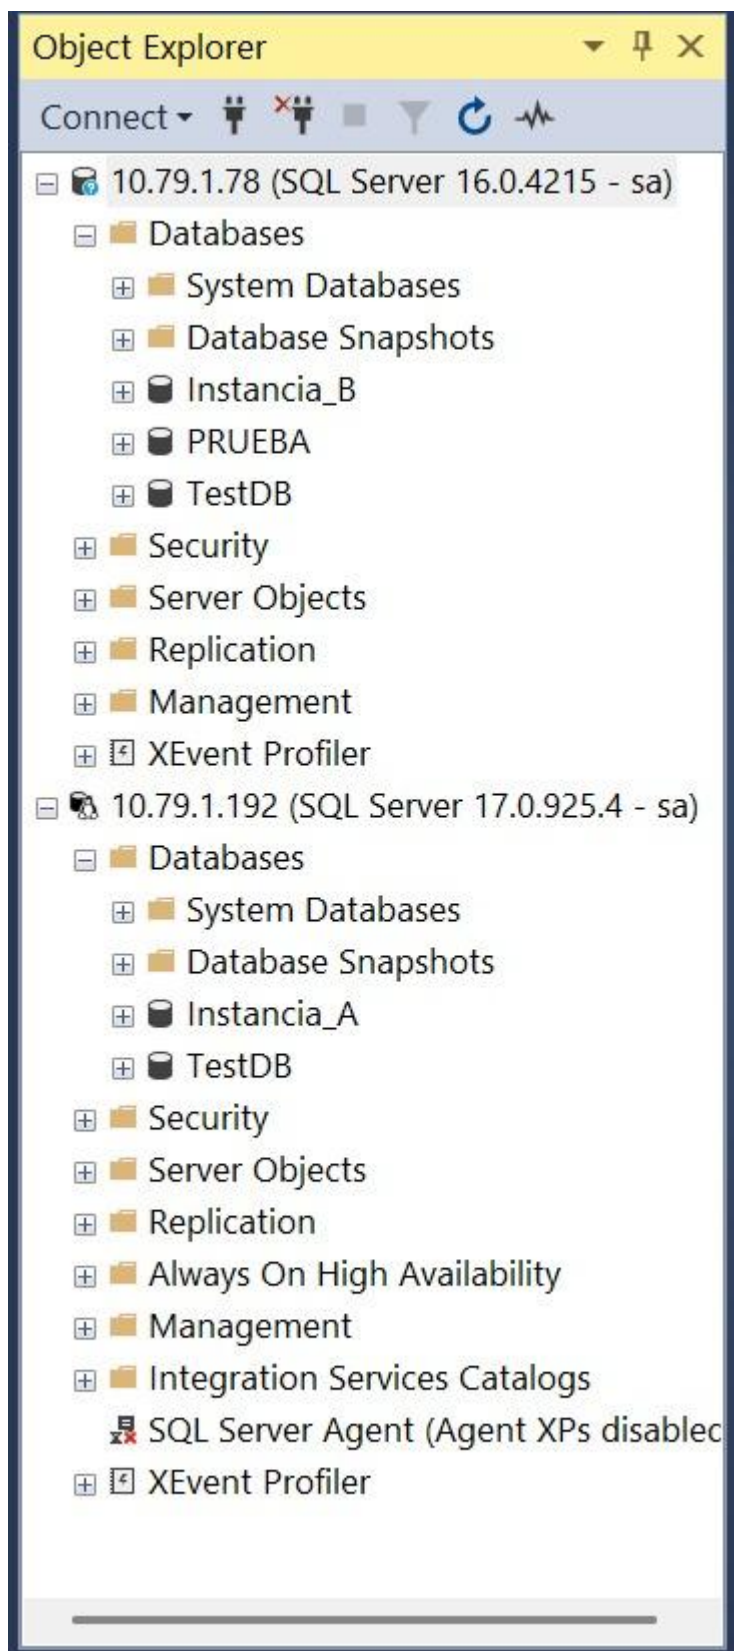 Object Explorer
Connect
10.79.1.78 (SQL Server 16.0.4215 - sa)
Databases
System Databases
Database Snapshots
Instancia_B
PRUEBA
TestDB
Security
Server Objects
Replication
Management
XEvent Profiler
10.79.1.192 (SQL Server 17.0.925.4 - sa)
Databases
System Databases
Database Snapshots
Instancia_A
TestDB
Security
Server Objects
Replication
Always On High Availability
Management
Integration Services Catalogs
SQL Server Agent (Agent XPs disablec
XEvent Profiler